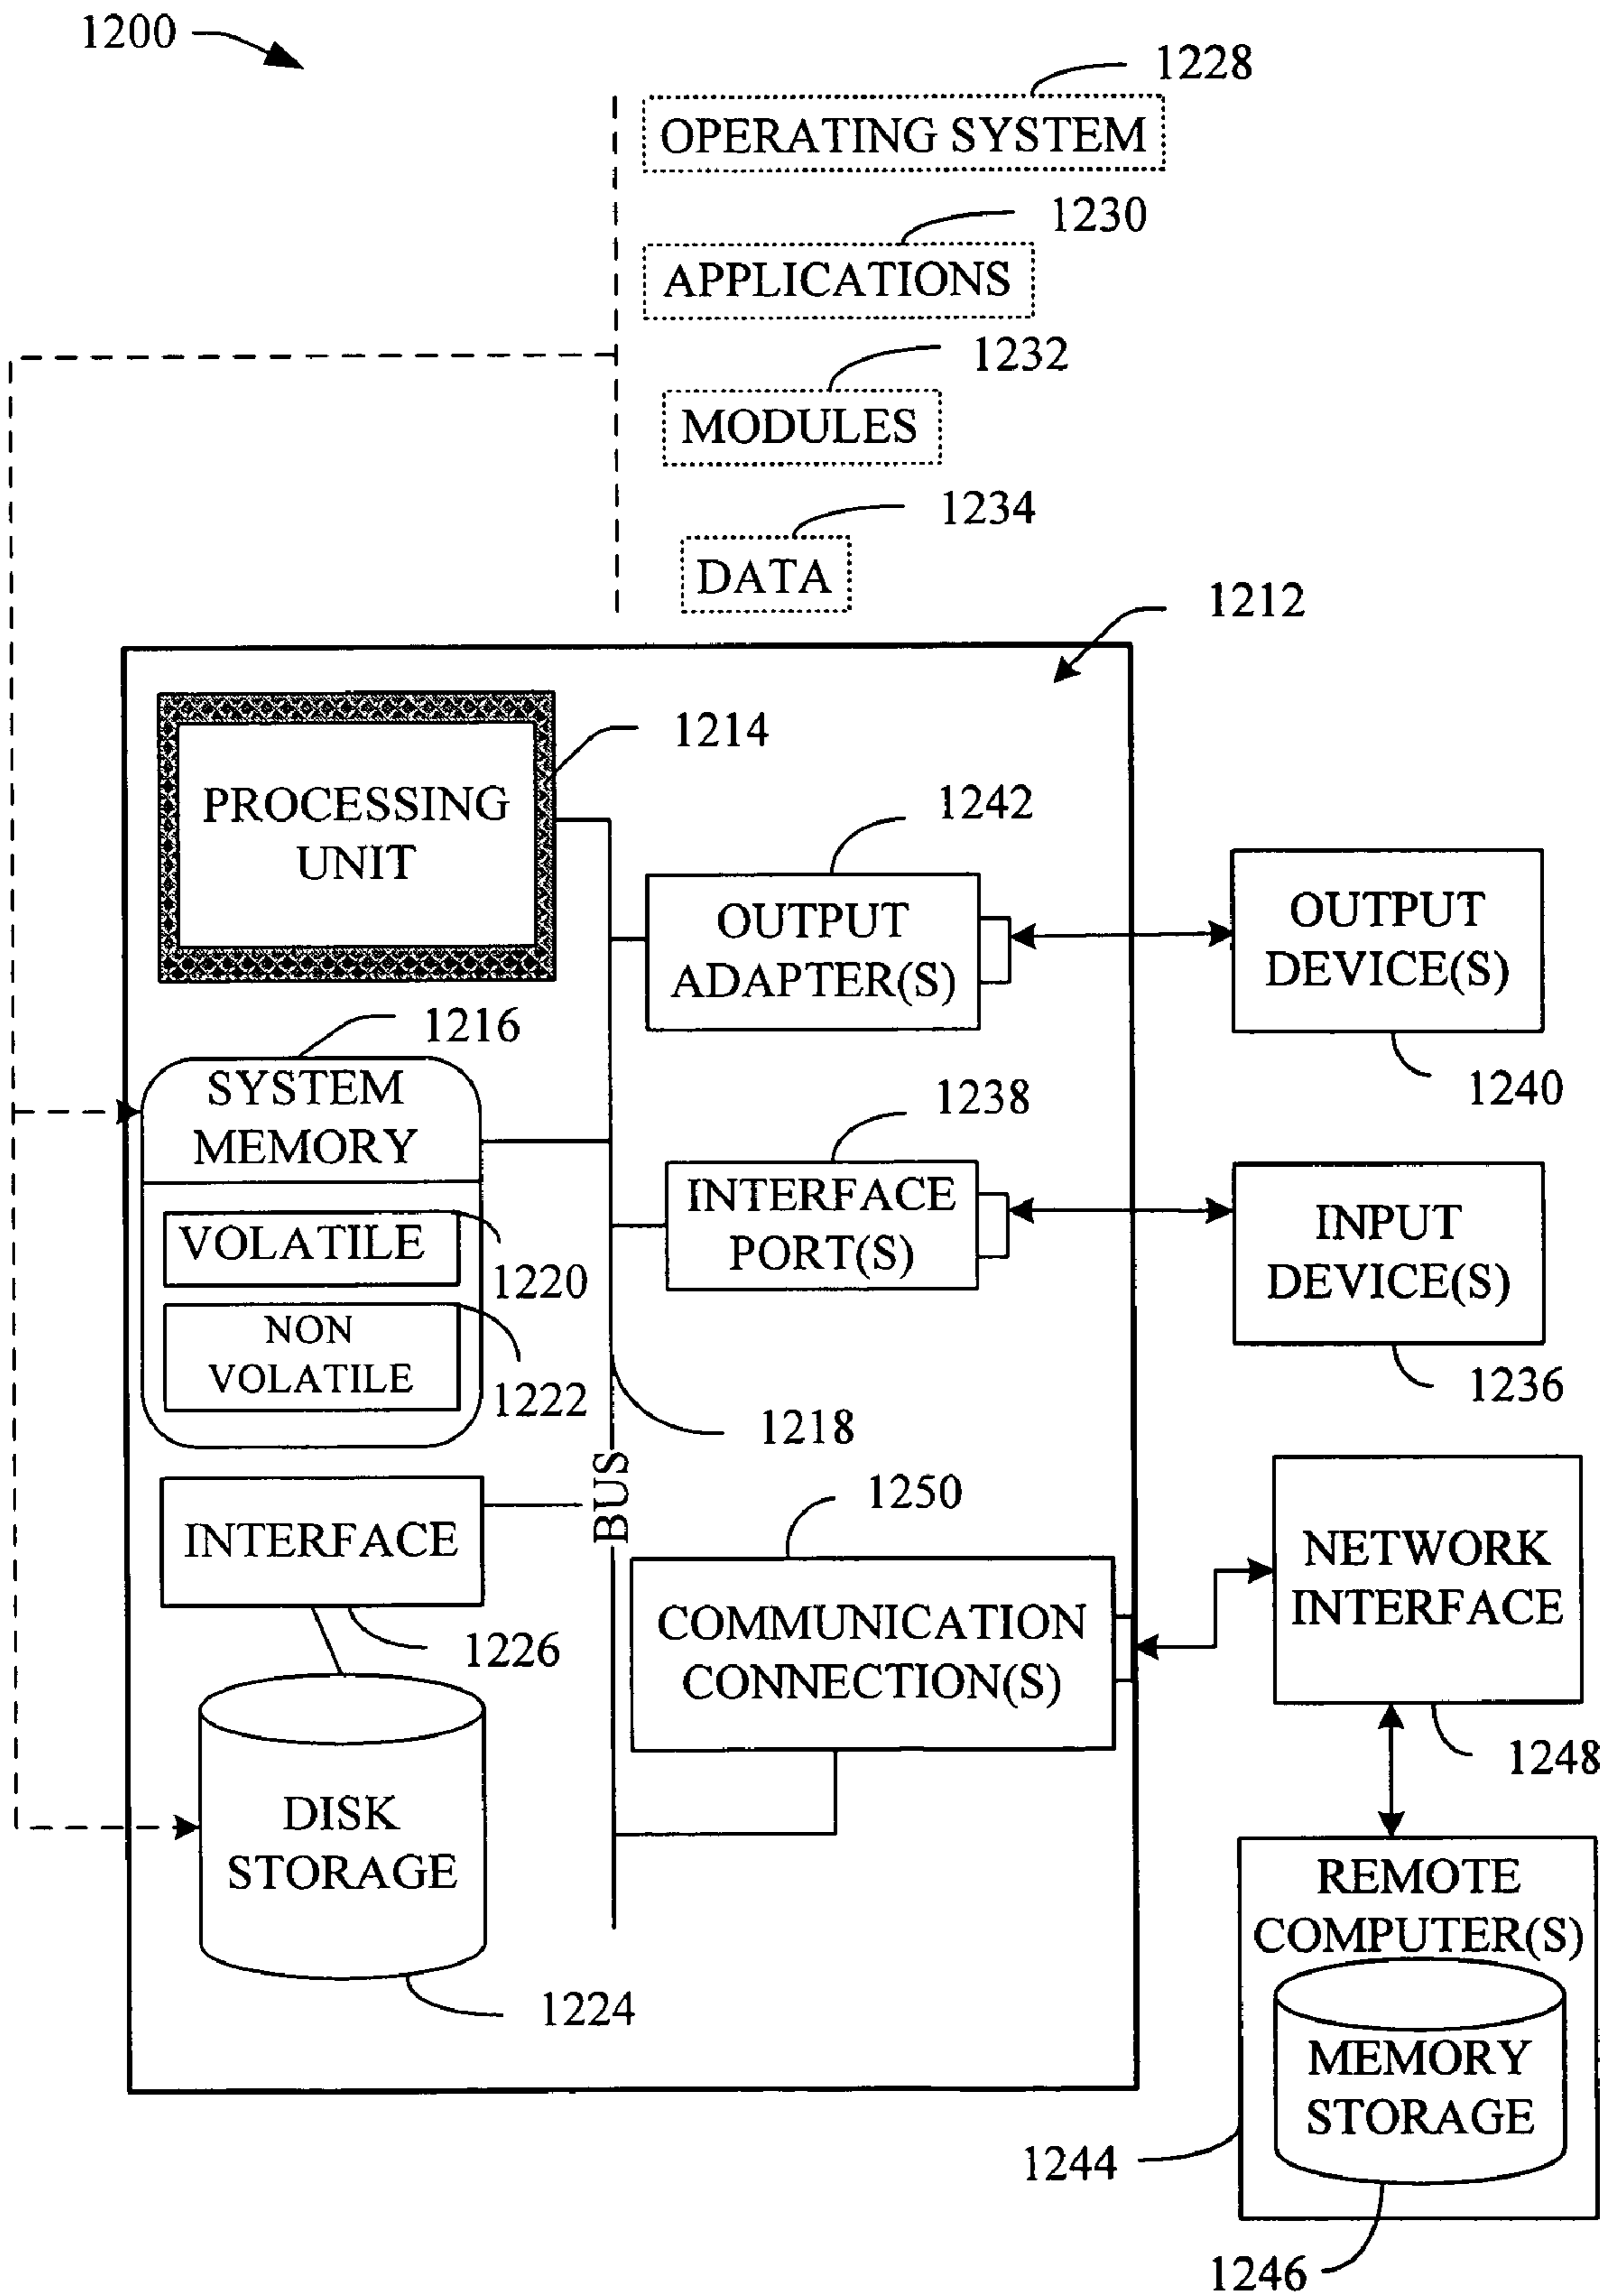 1200
1228
OPERATING SYSTEM
1230
APPLICATIONS
1232
MODULES
1234
DATA
1212
1214
PROCESSING
UNIT
1242
OUTPUT
ADAPTER(S)
OUTPUT
DEVICE(S)
1240
1216
SYSTEM
MEMORY
1238
INTERFACE
PORT(S)
INPUT
DEVICE(S)
1236
VOLATILE
1220
NON
VOLATILE
1222
1218
BUS
INTERFACE
1226
1250
COMMUNICATION
CONNECTION(S)
NETWORK
INTERFACE
1248
DISK
STORAGE
1224
REMOTE
COMPUTER(S)
MEMORY
STORAGE
1244
1246